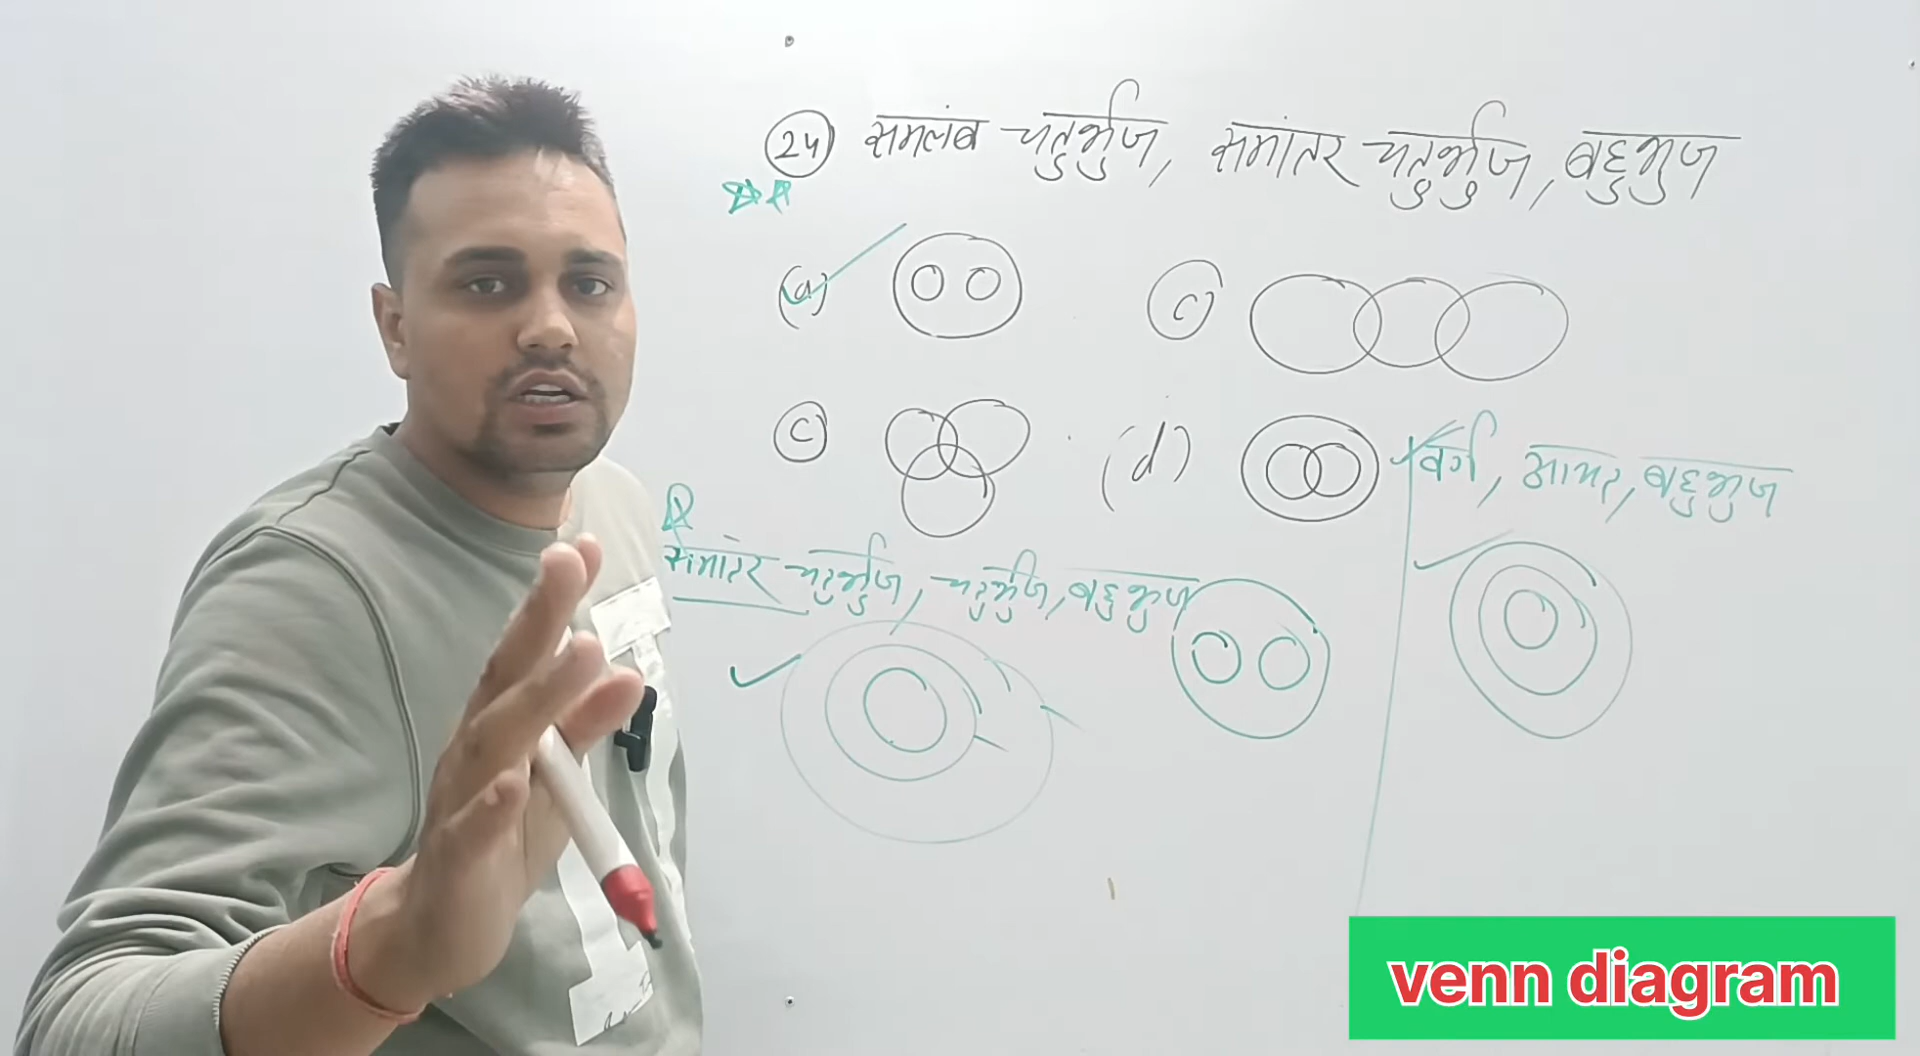 24 समलंब चतुर्भुज, समांतर चतुर्भुज, बहुभुज
(a)
c
c
(d)
वर्ग, आयत, बहुभुज
समांतर चतुर्भुज, चतुर्भुज, बहुभुज
venn diagram